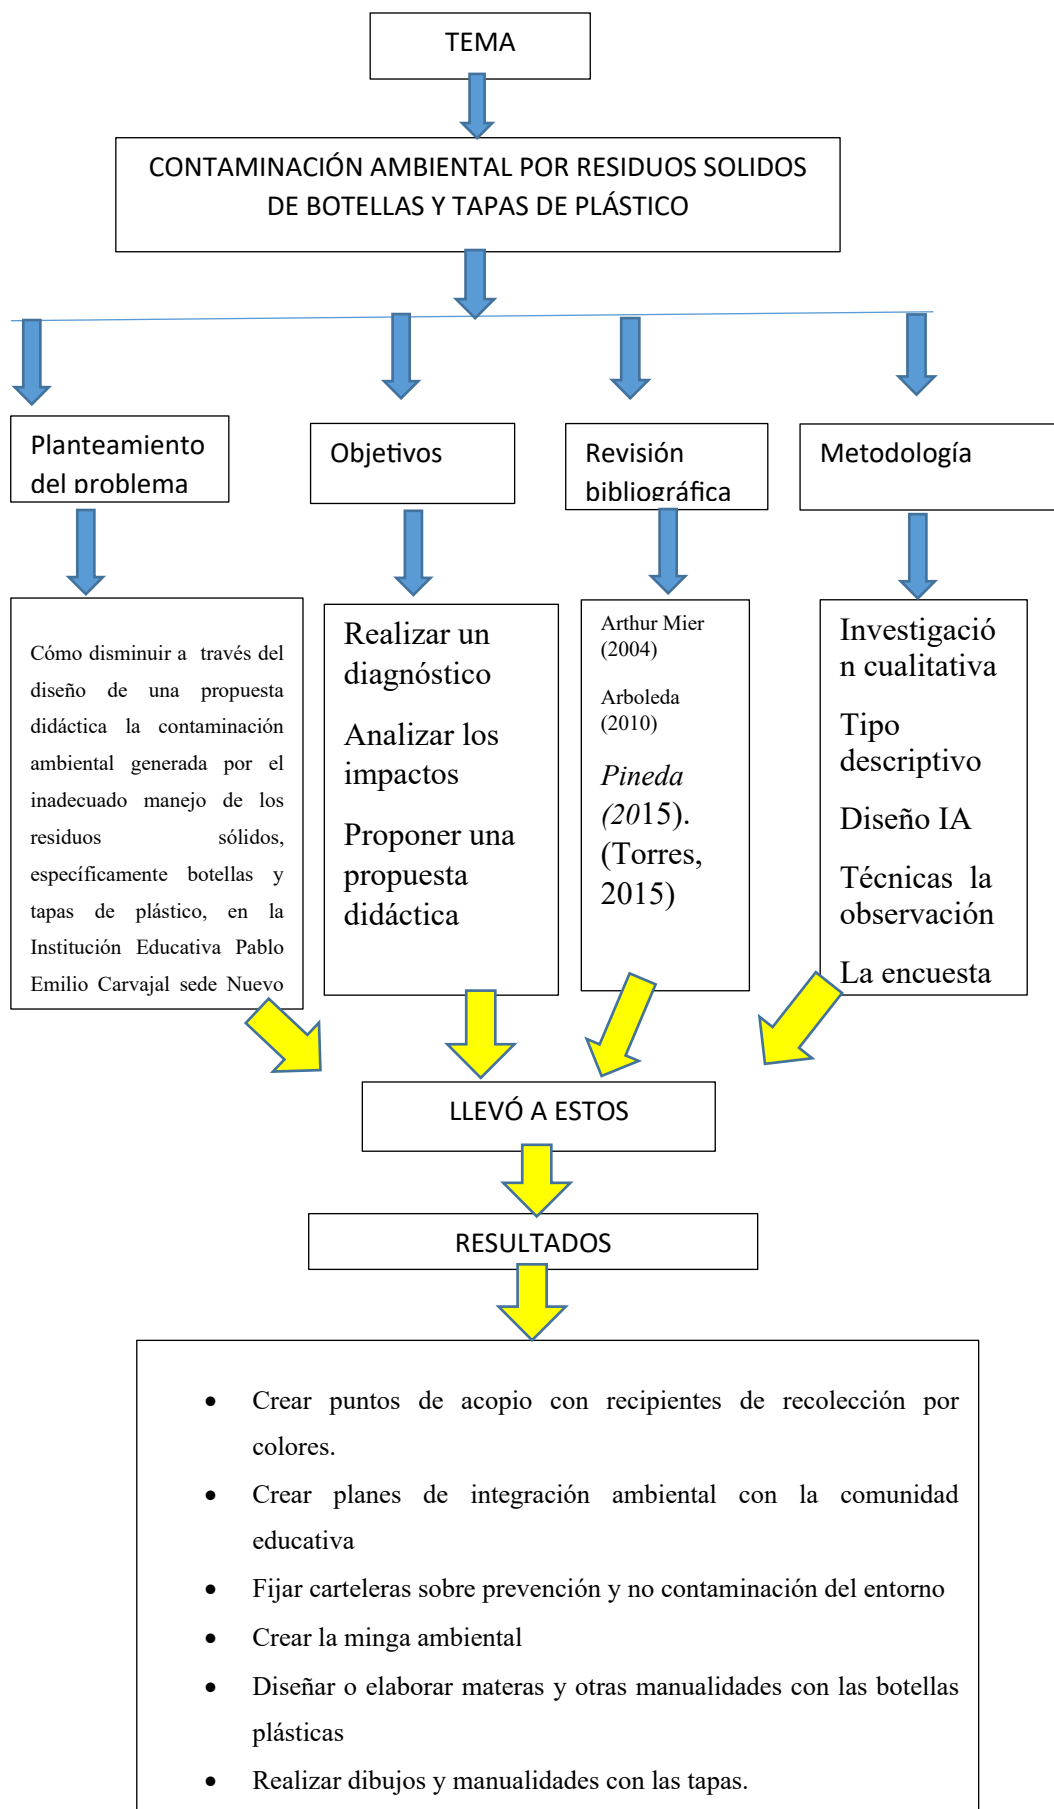 TEMA
CONTAMINACIÓN AMBIENTAL POR RESIDUOS SOLIDOS
DE BOTELLAS Y TAPAS DE PLÁSTICO
Planteamiento
del problema
Objetivos
Revisión
bibliográfica
Metodología
Cómo disminuir a través del
diseño de una propuesta
didáctica la contaminación
ambiental generada por el
inadecuado manejo de los
residuos sólidos,
específicamente botellas y
tapas de plástico, en la
Institución Educativa Pablo
Emilio Carvajal sede Nuevo
Realizar un
diagnóstico
Analizar los
impactos
Proponer una
propuesta
didáctica
Arthur Mier
(2004)
Arboleda
(2010)
Pineda
(2015).
(Torres,
2015)
Investigació
n cualitativa
Tipo
descriptivo
Diseño IA
Técnicas la
observación
La encuesta
LLEVÓ A ESTOS
RESULTADOS
• Crear puntos de acopio con recipientes de recolección por
colores.
• Crear planes de integración ambiental con la comunidad
educativa
• Fijar carteleras sobre prevención y no contaminación del entorno
• Crear la minga ambiental
• Diseñar o elaborar materas y otras manualidades con las botellas
plásticas
• Realizar dibujos y manualidades con las tapas.